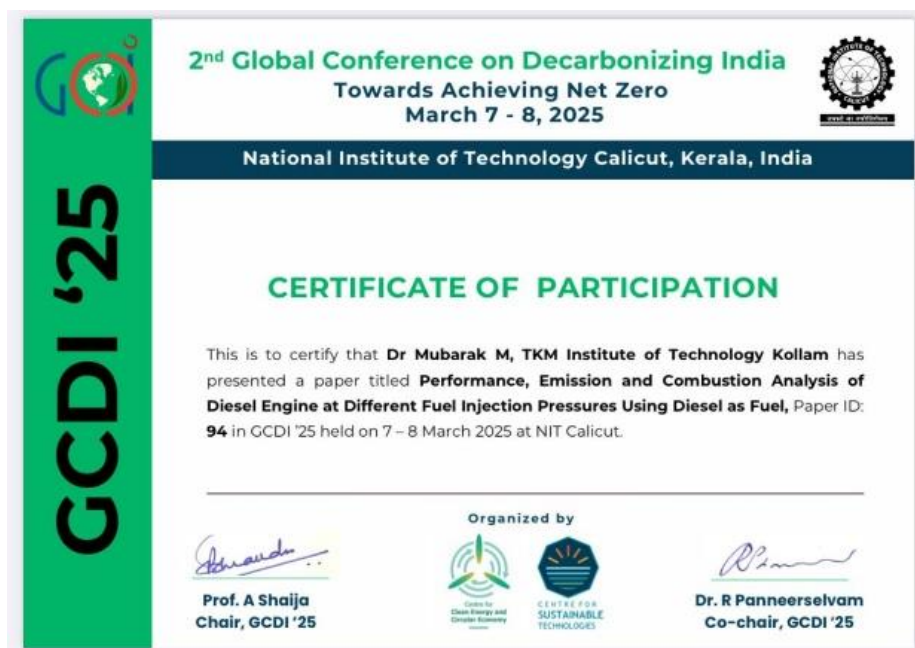 GCDI '25
2nd Global Conference on Decarbonizing India
Towards Achieving Net Zero
March 7 - 8, 2025
National Institute of Technology Calicut, Kerala, India
CERTIFICATE OF PARTICIPATION
This is to certify that Dr Mubarak M, TKM Institute of Technology Kollam has
presented a paper titled Performance, Emission and Combustion Analysis of
Diesel Engine at Different Fuel Injection Pressures Using Diesel as Fuel, Paper ID:
94 in GCDI '25 held on 7 – 8 March 2025 at NIT Calicut.
Organized by
Centre for
Clean Energy and
Circular Economy
CENTRE FOR
SUSTAINABLE
TECHNOLOGIES
Prof. A Shaija
Chair, GCDI '25
Dr. R Panneerselvam
Co-chair, GCDI '25